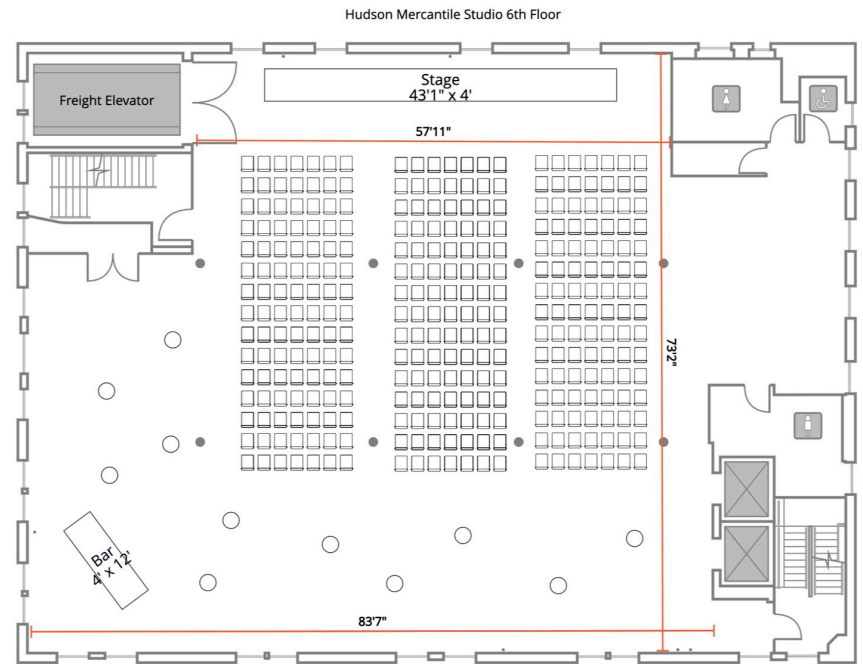 Hudson Mercantile Studio 6th Floor
Freight Elevator
Stage
43'1" x 4'
57'11"
73'2"
Bar
4' x 12'
83'7"